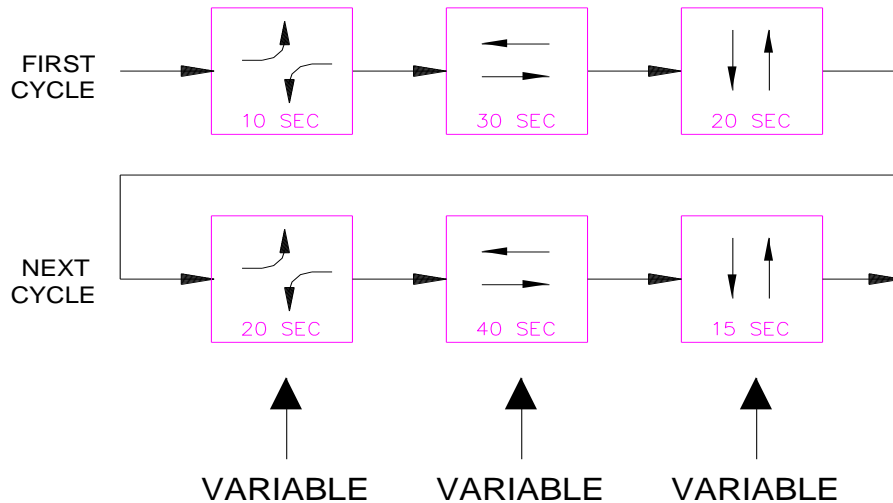 FIRST
CYCLE
10 SEC
30 SEC
20 SEC
NEXT
CYCLE
20 SEC
40 SEC
15 SEC
VARIABLE
VARIABLE
VARIABLE